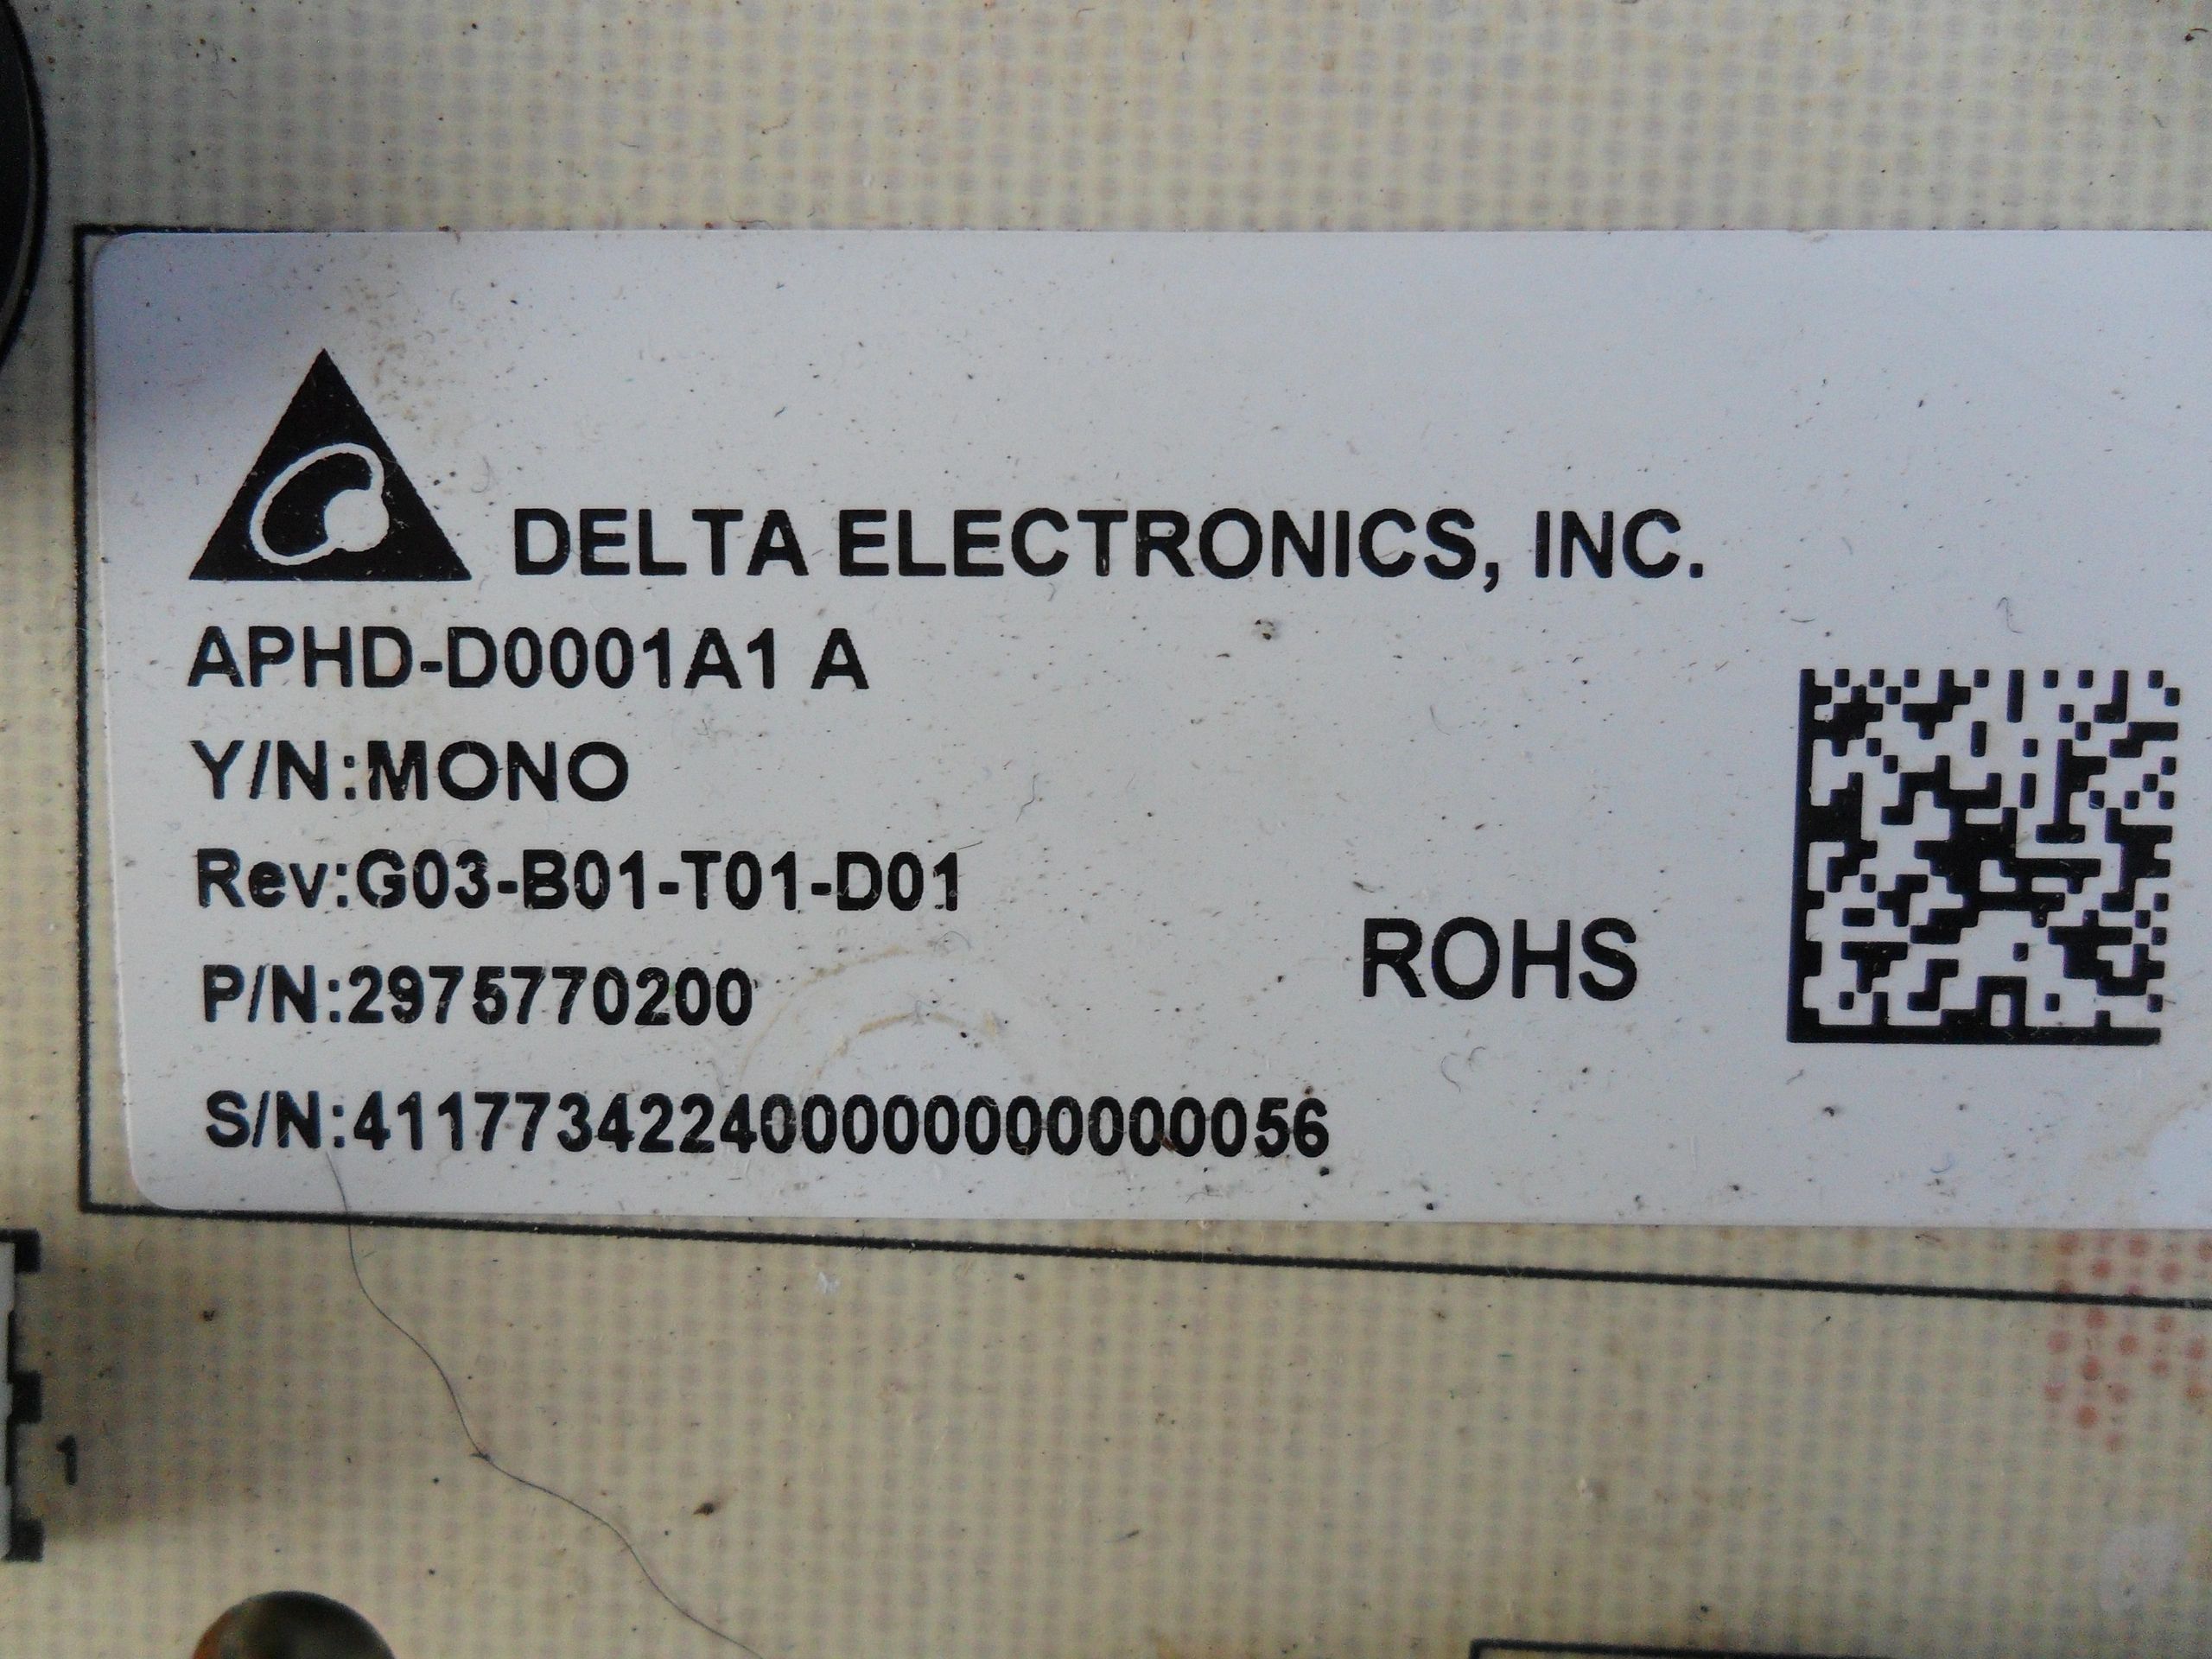 DELTA ELECTRONICS, INC.
APHD-D0001A1 A
Y/N:MONO
Rev:G03-B01-T01-D01
P/N:2975770200
ROHS
S/N:411773422400000000000056
1